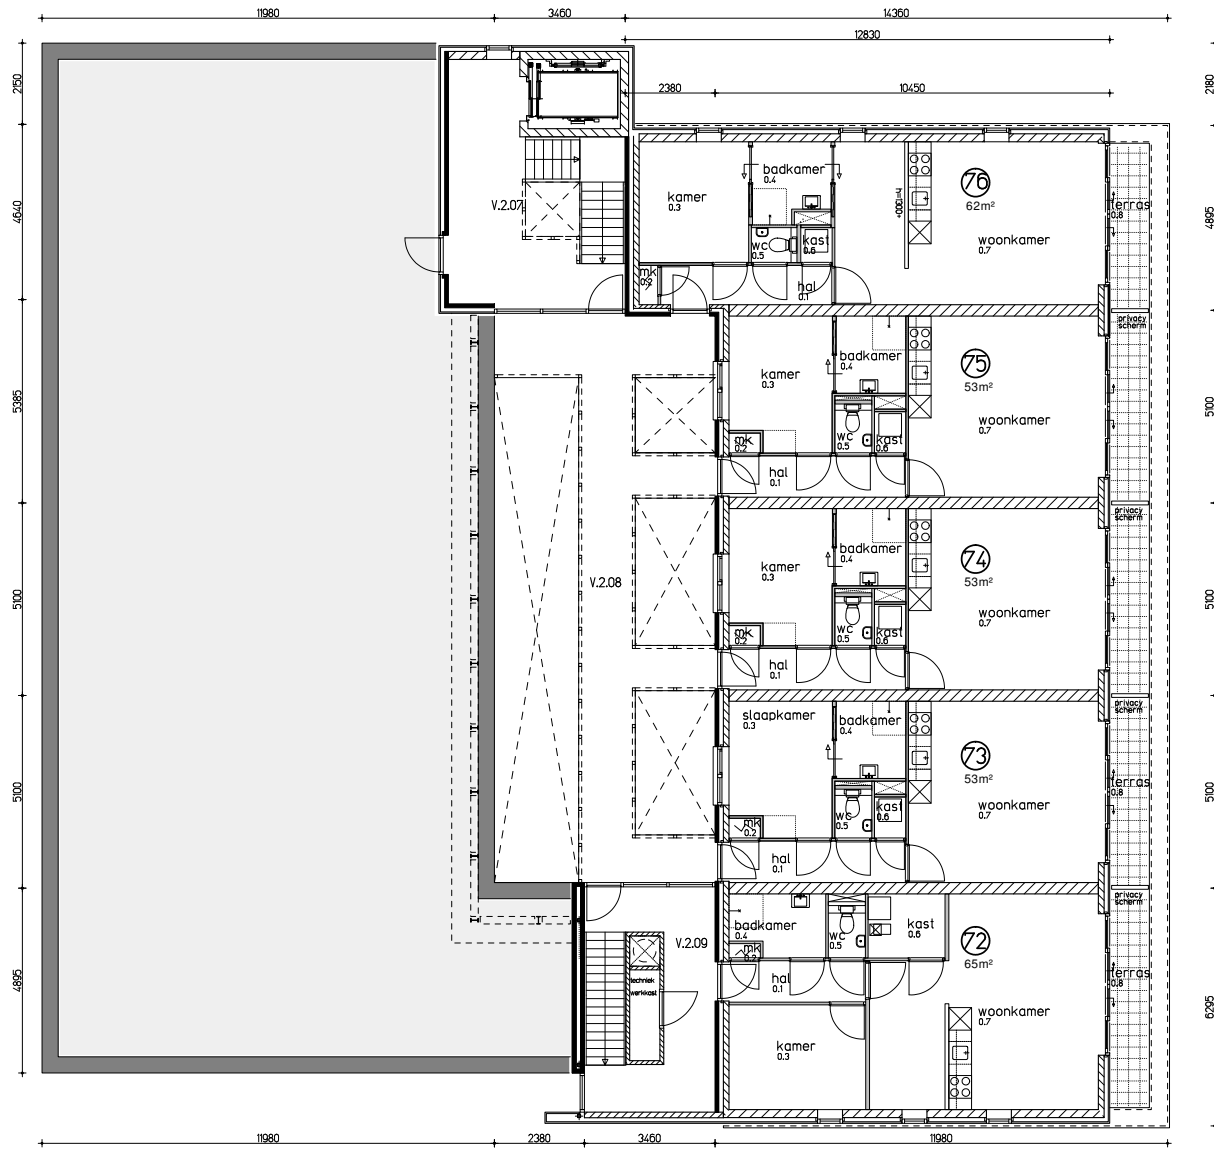 11980 3460 14360
12830
2380 10450
2150
2180
4640
4895
5385
5100
5100
5100
5100
5100
4895
6295
V.2.07
kamer
0.3
badkamer
0.4
76
62m²
terras
0.8
wc
0.5
kast
0.6
woonkamer
0.7
mk
0.2
hal
0.1
privacy
scherm
kamer
0.3
badkamer
0.4
75
53m²
woonkamer
0.7
mk
0.2
wc
0.5
kast
0.6
hal
0.1
privacy
scherm
V.2.08
kamer
0.3
badkamer
0.4
74
53m²
woonkamer
0.7
mk
0.2
wc
0.5
kast
0.6
hal
0.1
privacy
scherm
slaapkamer
0.3
badkamer
0.4
73
53m²
terras
0.8
woonkamer
0.7
mk
0.2
wc
0.5
kast
0.6
hal
0.1
privacy
scherm
V.2.09
badkamer
0.4
wc
0.5
kast
0.6
72
65m²
mk
0.2
terras
0.8
techniek
werkkast
hal
0.1
woonkamer
0.7
kamer
0.3
11980 2380 3460 11980